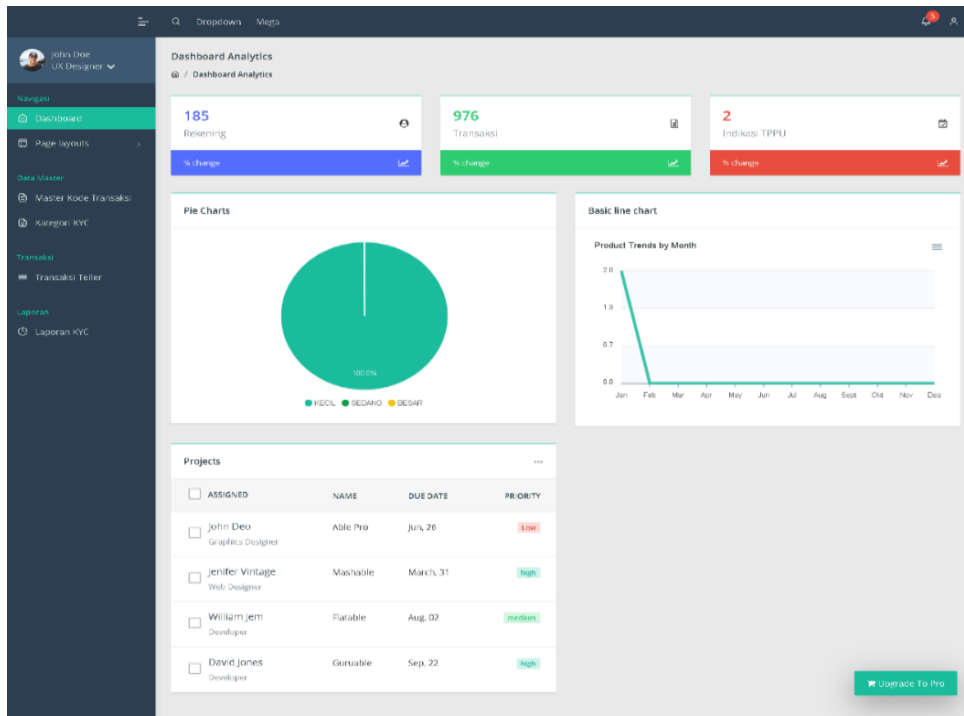 Dropdown Mega
5
John Doe
UX Designer
Navigasi
Dashboard
Page layouts
Data Master
Master Kode Transaksi
Kategori KYC
Transaksi
Transaksi Teller
Laporan
Laporan KYC
Dashboard Analytics
/ Dashboard Analytics
185
Rekening
% change
976
Transaksi
% change
2
Indikasi TPPU
% change
Pie Charts
100.0%
KECIL SEDANG BESAR
Basic line chart
Product Trends by Month
2.0
1.3
0.7
0.0
Jan Feb Mar Apr May Jun Jul Aug Sept Okt Nov Des
Projects
ASSIGNED NAME DUE DATE PRIORITY
John Deo Able Pro Jun, 26 Low
Graphics Designer
Jenifer Vintage Mashable March, 31 high
Web Designer
William Jem Flatable Aug, 02 medium
Developer
David Jones Guruable Sep, 22 high
Developer
Upgrade To Pro